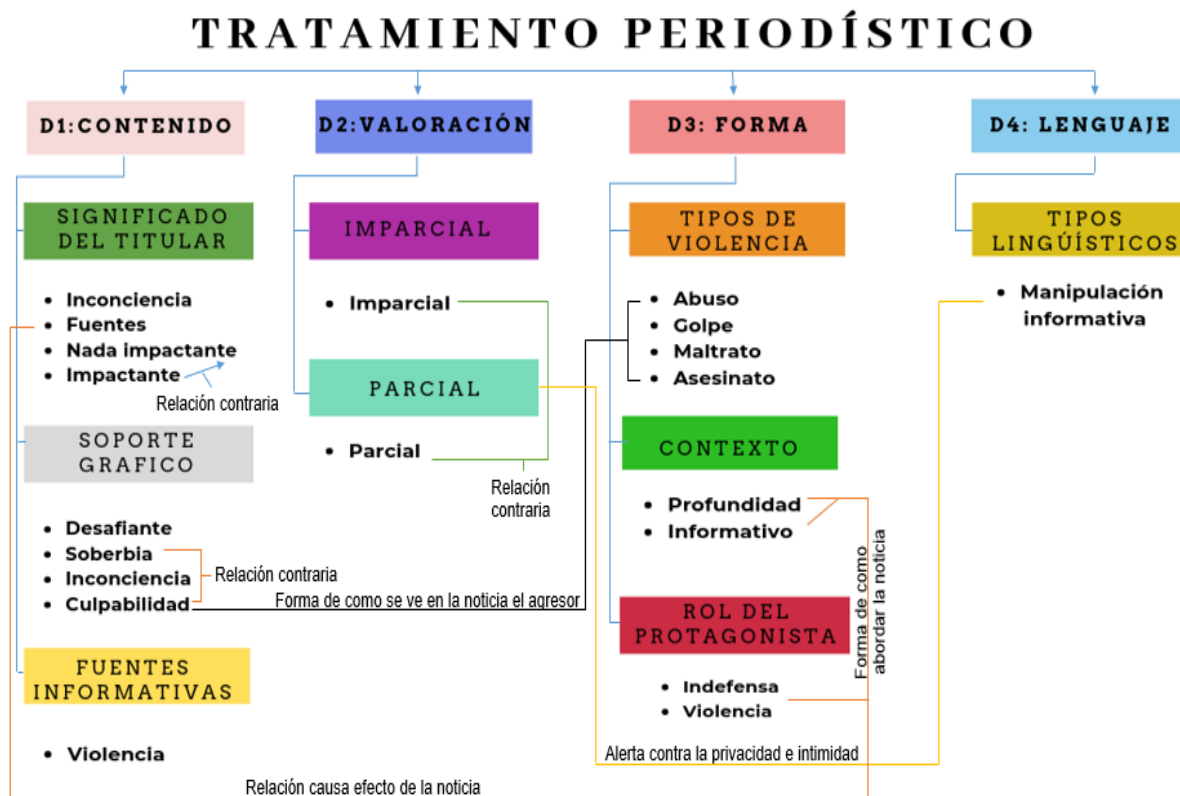 TRATAMIENTO PERIODÍSTICO
D1:CONTENIDO
SIGNIFICADO
DEL TITULAR
• Inconciencia
• Fuentes
• Nada impactante
• Impactante
Relación contraria
SOPORTE
GRAFICO
• Desafiante
• Soberbia
• Inconciencia
• Culpabilidad
Relación contraria
Forma de como se ve en la noticia el agresor
FUENTES
INFORMATIVAS
• Violencia
Relación causa efecto de la noticia
D2:VALORACIÓN
IMPARCIAL
• Imparcial
PARCIAL
• Parcial
Relación
contraria
D3: FORMA
TIPOS DE
VIOLENCIA
• Abuso
• Golpe
• Maltrato
• Asesinato
CONTEXTO
• Profundidad
• Informativo
ROL DEL
PROTAGONISTA
• Indefensa
• Violencia
Forma de como
abordar la noticia
Alerta contra la privacidad e intimidad
D4: LENGUAJE
TIPOS
LINGÚÍSTICOS
• Manipulación
informativa